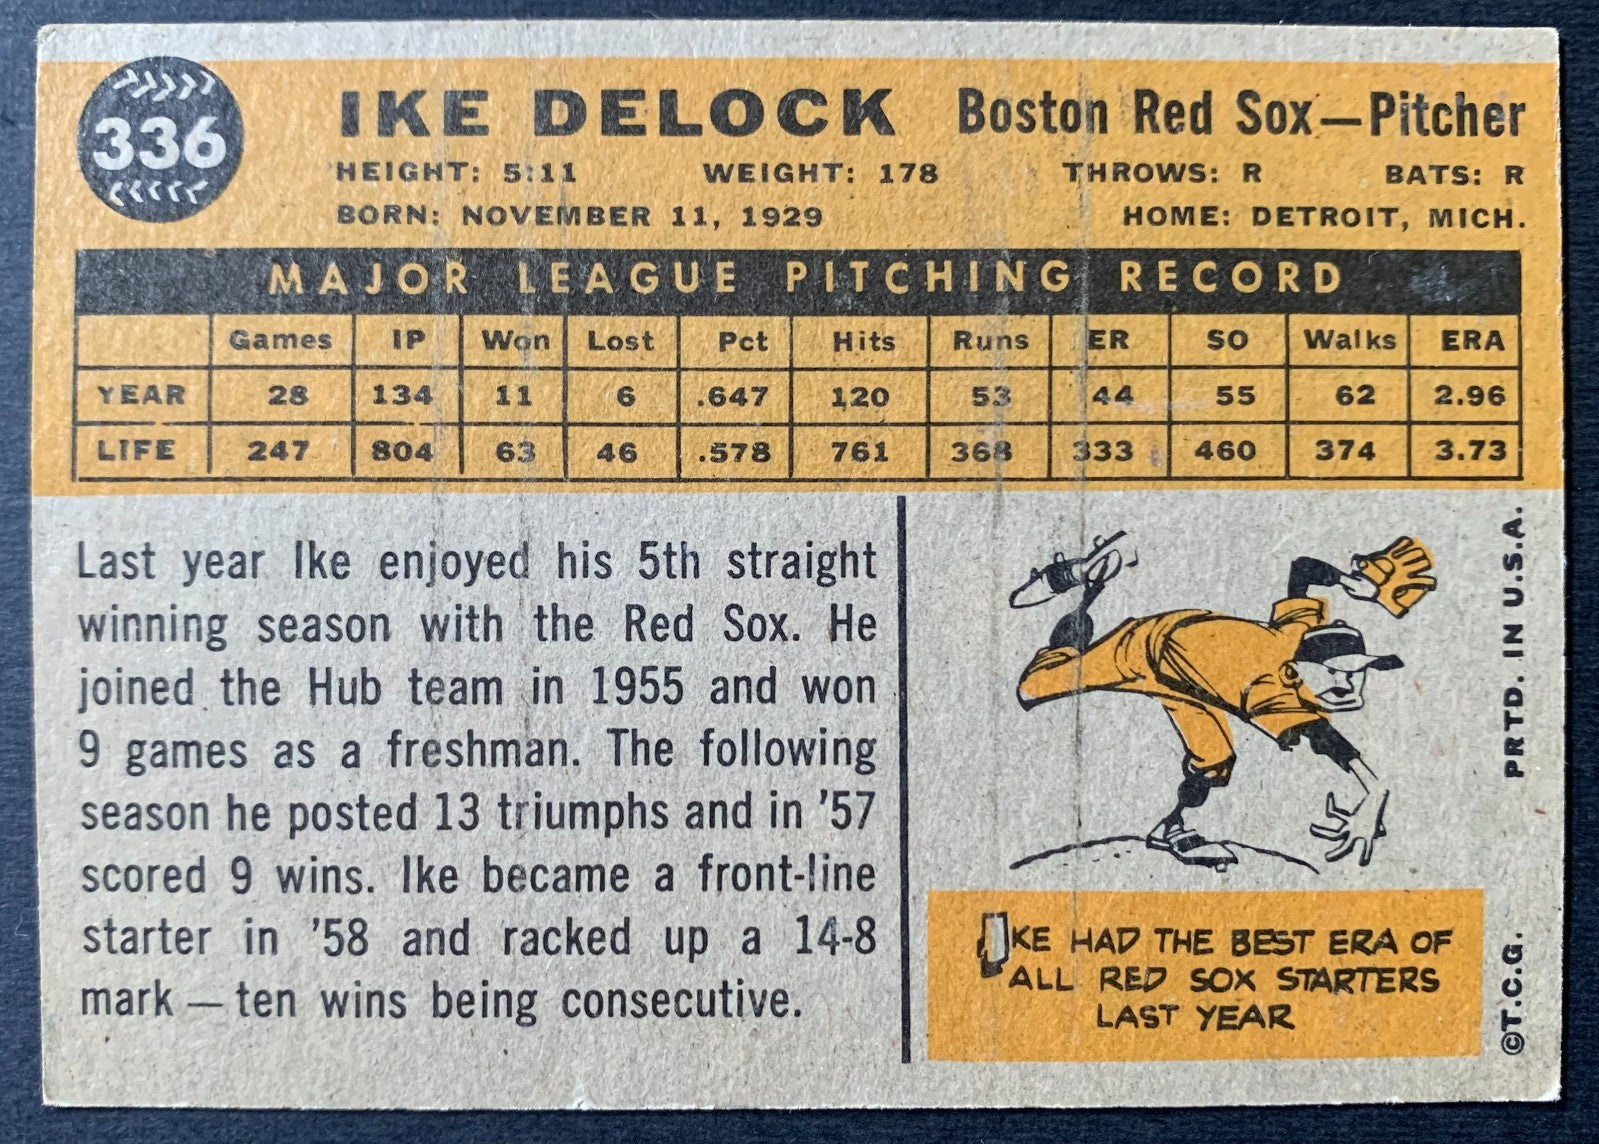 336
IKE DELOCK Boston Red Sox—Pitcher
HEIGHT: 5:11 WEIGHT: 178 THROWS: R BATS: R
BORN: NOVEMBER 11, 1929 HOME: DETROIT, MICH.
MAJOR LEAGUE PITCHING RECORD
Games IP Won Lost Pct Hits Runs ER SO Walks ERA
YEAR 28 134 11 6 .647 120 53 44 55 62 2.96
LIFE 247 804 63 46 .578 761 368 333 460 374 3.73
Last year Ike enjoyed his 5th straight
winning season with the Red Sox. He
joined the Hub team in 1955 and won
9 games as a freshman. The following
season he posted 13 triumphs and in '57
scored 9 wins. Ike became a front-line
starter in '58 and racked up a 14-8
mark — ten wins being consecutive.
IKE HAD THE BEST ERA OF
ALL RED SOX STARTERS
LAST YEAR
©T.C.G. PRTD. IN U.S.A.